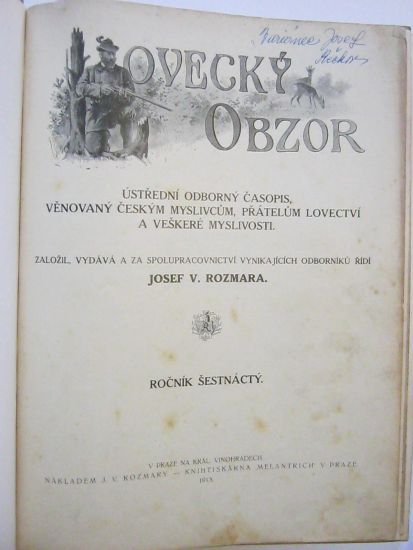 Josef
LOVECKÝ
OBZOR
ÚSTŘEDNÍ ODBORNÝ ČASOPIS,
VĚNOVANÝ ČESKÝM MYSLIVCŮM, PŘÁTELŮM LOVECTVÍ
A VEŠKERÉ MYSLIVOSTI.
ZALOŽIL, VYDÁVÁ A ZA SPOLUPRACOVNICTVÍ VYNIKAJÍCÍCH ODBORNÍKŮ ŘÍDÍ
JOSEF V. ROZMARA.
ROČNÍK ŠESTNÁCTÝ.
V PRAZE NA KRÁL. VINOHRADECH.
NÁKLADEM J. V. ROZMARY — KNIHTISKÁRNA „MELANTRICH“ V PRAZE
1913.